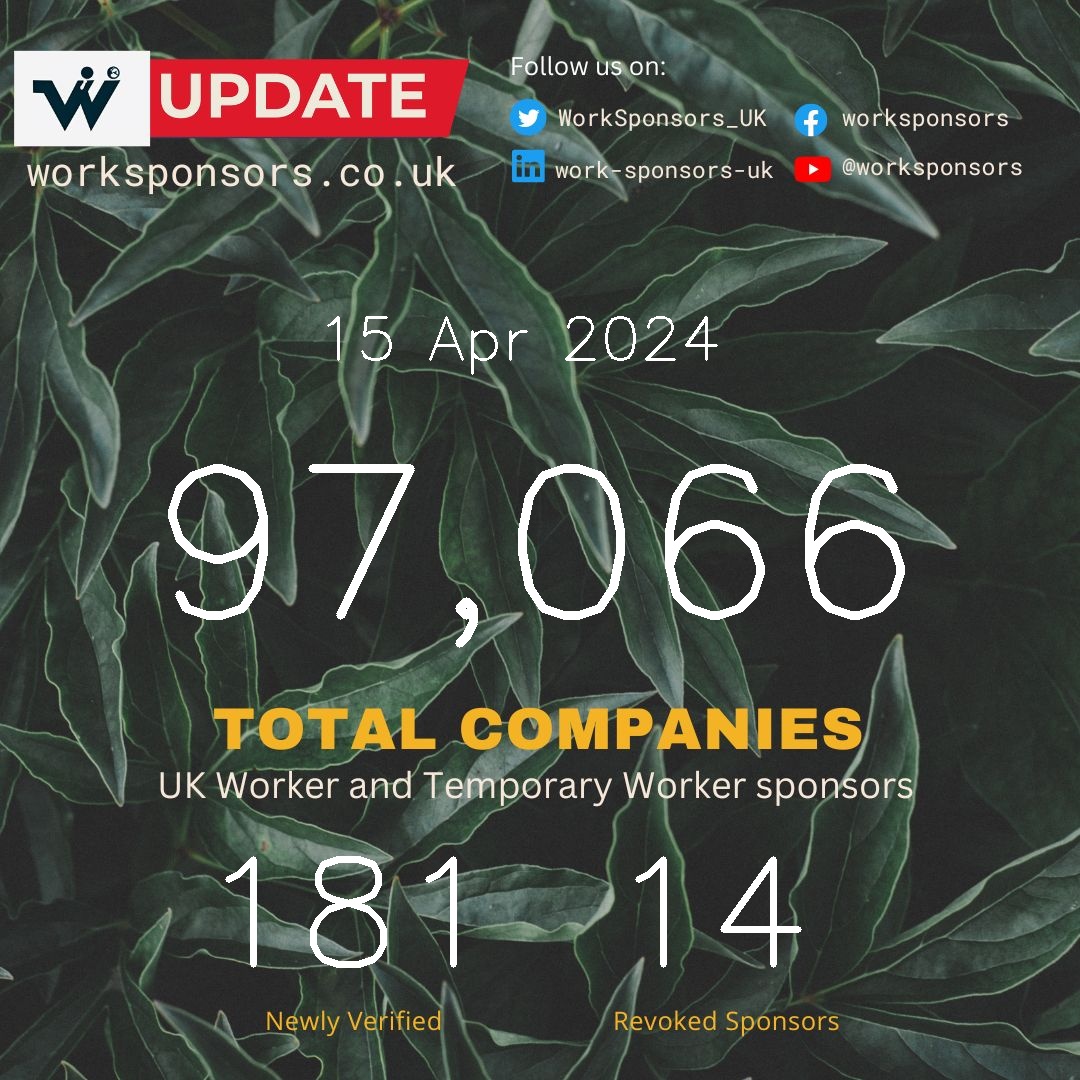 W UPDATE
worksponsors.co.uk
Follow us on:
WorkSponsors_UK worksponsors
work-sponsors-uk @worksponsors
15 Apr 2024
97,066
TOTAL COMPANIES
UK Worker and Temporary Worker sponsors
181 14
Newly Verified Revoked Sponsors